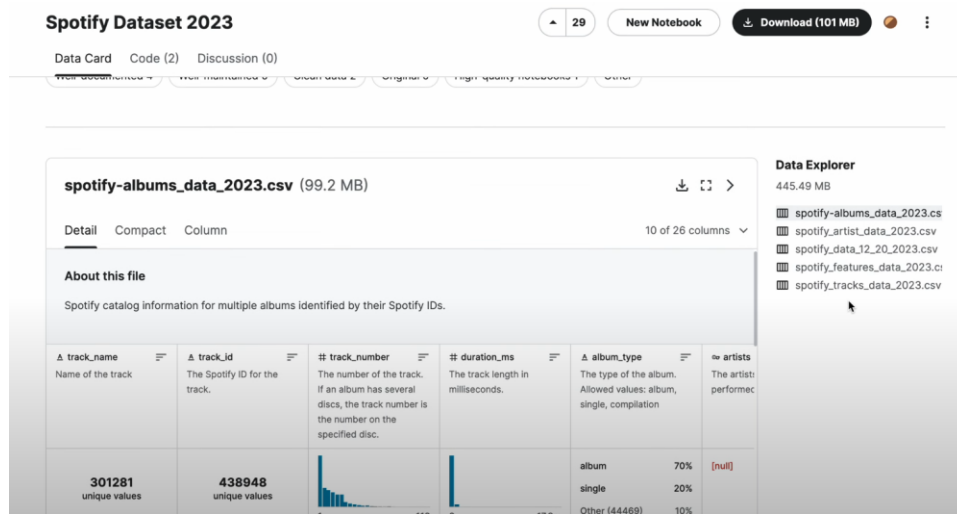 Spotify Dataset 2023
29
New Notebook
Download (101 MB)
Data Card
Code (2)
Discussion (0)
spotify-albums_data_2023.csv (99.2 MB)
Detail
Compact
Column
10 of 26 columns
About this file
Spotify catalog information for multiple albums identified by their Spotify IDs.
track_name
Name of the track
track_id
The Spotify ID for the
track.
# track_number
The number of the track.
If an album has several
discs, the track number is
the number on the
specified disc.
# duration_ms
The track length in
milliseconds.
album_type
The type of the album.
Allowed values: album,
single, compilation
artists
The
301281
unique values
438948
unique values
album 70%
single 20%
Other (44469) 10%
[null]
Data Explorer
445.49 MB
spotify-albums_data_2023.cs
spotify_artist_data_2023.csv
spotify_data_12_20_2023.csv
spotify_features_data_2023.c
spotify_tracks_data_2023.csv